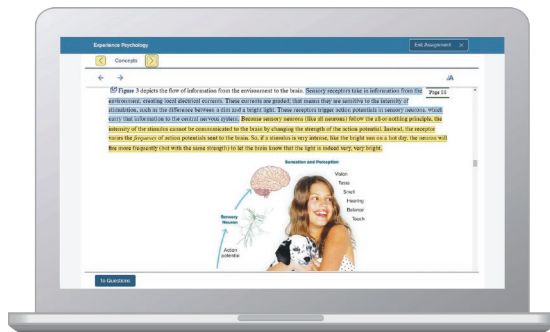 Experience Psychology
Exit Assignment X
Concepts
Figure 3 depicts the flow of information from the environment to the brain. Sensory receptors take in information from the
Page 53
environment, creating local electrical currents. These currents are graded; that means they are sensitive to the intensity of
stimulation, such as the difference between a dim and a bright light. These receptors trigger action potentials in sensory neurons, which
carry that information to the central nervous system. Because sensory neurons (like all neurons) follow the all-or-nothing principle, the
intensity of the stimulus cannot be communicated to the brain by changing the strength of the action potential. Instead, the receptor
varies the frequency of action potentials sent to the brain. So, if a stimulus is very intense, like the bright sun on a hot day, the neuron will
fire more frequently (but with the same strength) to let the brain know that the light is indeed very, very bright.
Sensation and Perception
Vision
Taste
Smell
Hearing
Balance
Touch
Sensory
Neuron
Action
potential
To Questions